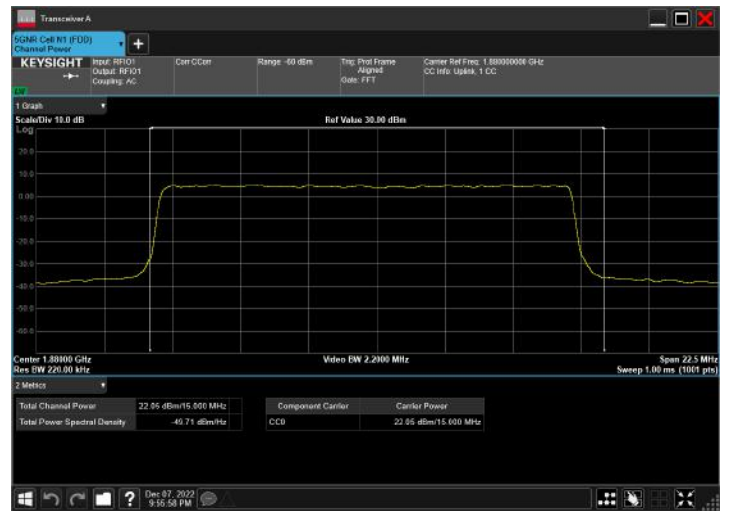 Transceiver A
5GNR Cell N1 (FDD)
Channel Power
KEYSIGHT
Input: RFIO1
Output: RFIO1
Coupling: AC
Corr CCorr
Range: -60 dBm
Trig: Prot Frame
Aligned
Gate: FFT
Carrier Ref Freq: 1.880000000 GHz
CC Info: Uplink, 1 CC
1 Graph
Scale/Div 10.0 dB
Ref Value 30.00 dBm
Log
20.0
10.0
0.00
-10.0
-20.0
-30.0
-40.0
-50.0
-60.0
Center 1.88000 GHz
Video BW 2.2000 MHz
Span 22.5 MHz
Res BW 220.00 kHz
Sweep 1.00 ms (1001 pts)
2 Metrics
Total Channel Power 22.05 dBm/15.000 MHz
Total Power Spectral Density -49.71 dBm/Hz
Component Carrier Carrier Power
CC0 22.05 dBm/15.000 MHz
?
Dec 07, 2022
9:55:58 PM